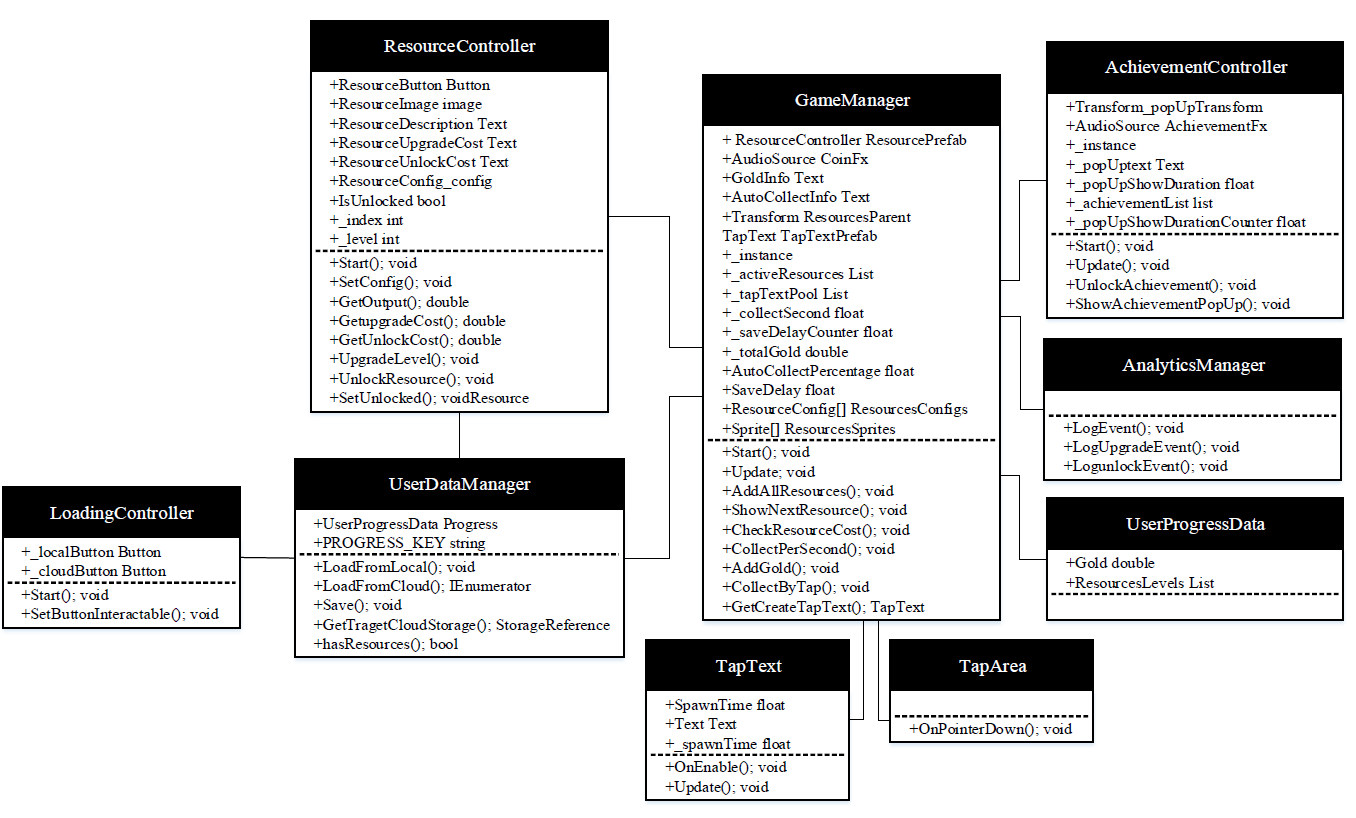 ResourceController
+ResourceButton Button
+ResourceImage image
+ResourceDescription Text
+ResourceUpgradeCost Text
+ResourceUnlockCost Text
+ResourceConfig_config
+IsUnlocked bool
+_index int
+_level int
+Start(); void
+SetConfig(); void
+GetOutput(); double
+GetupgradeCost(); double
+GetUnlockCost(); double
+UpgradeLevel(); void
+UnlockResource(); void
+SetUnlocked(); voidResource
GameManager
+ ResourceController ResourcePrefab
+AudioSource CoinFx
+GoldInfo Text
+AutoCollectInfo Text
+Transform ResourcesParent
TapText TapTextPrefab
+_instance
+_activeResources List
+_tapTextPool List
+_collectSecond float
+_saveDelayCounter float
+_totalGold double
+AutoCollectPercentage float
+SaveDelay float
+ResourceConfig[] ResourcesConfigs
+Sprite[] ResourcesSprites
+Start(); void
+Update; void
+AddAllResources(); void
+ShowNextResource(); void
+CheckResourceCost(); void
+CollectPerSecond(); void
+AddGold(); void
+CollectByTap(); void
+GetCreateTapText(); TapText
AchievementController
+Transform_popUpTransform
+AudioSource AchievementFx
+_instance
+_popUptext Text
+_popUpShowDuration float
+_achievementList list
+_popUpShowDurationCounter float
+Start(); void
+Update(); void
+UnlockAchievement(); void
+ShowAchievementPopUp(); void
AnalyticsManager
+LogEvent(); void
+LogUpgradeEvent(); void
+LogunlockEvent(); void
UserProgressData
+Gold double
+ResourcesLevels List
LoadingController
+_localButton Button
+_cloudButton Button
+Start(); void
+SetButtonInteractable(); void
UserDataManager
+UserProgressData Progress
+PROGRESS_KEY string
+LoadFromLocal(); void
+LoadFromCloud(); IEnumerator
+Save(); void
+GetTragetCloudStorage(); StorageReference
+hasResources(); bool
TapText
+SpawnTime float
+Text Text
+_spawnTime float
+OnEnable(); void
+Update(); void
TapArea
+OnPointerDown(); void